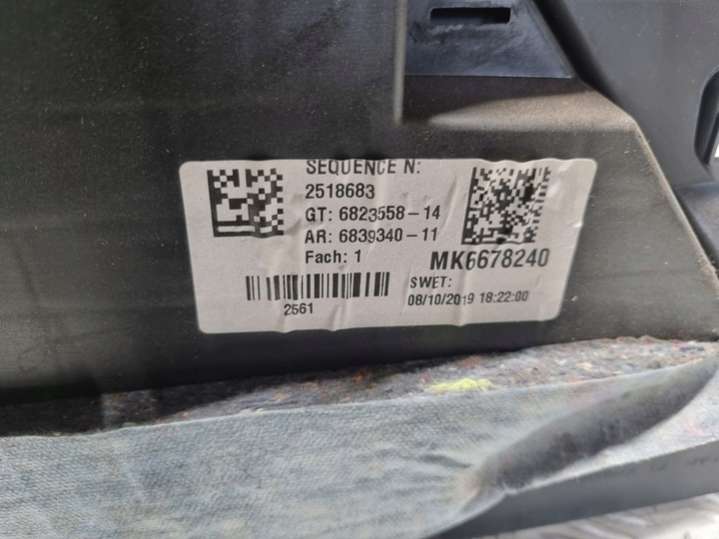 SEQUENCE N:
2518683
GT: 6823558-14
AR: 6839340-11
Fach: 1
MK6678240
SWET:
08/10/2019 18:22:00
2561